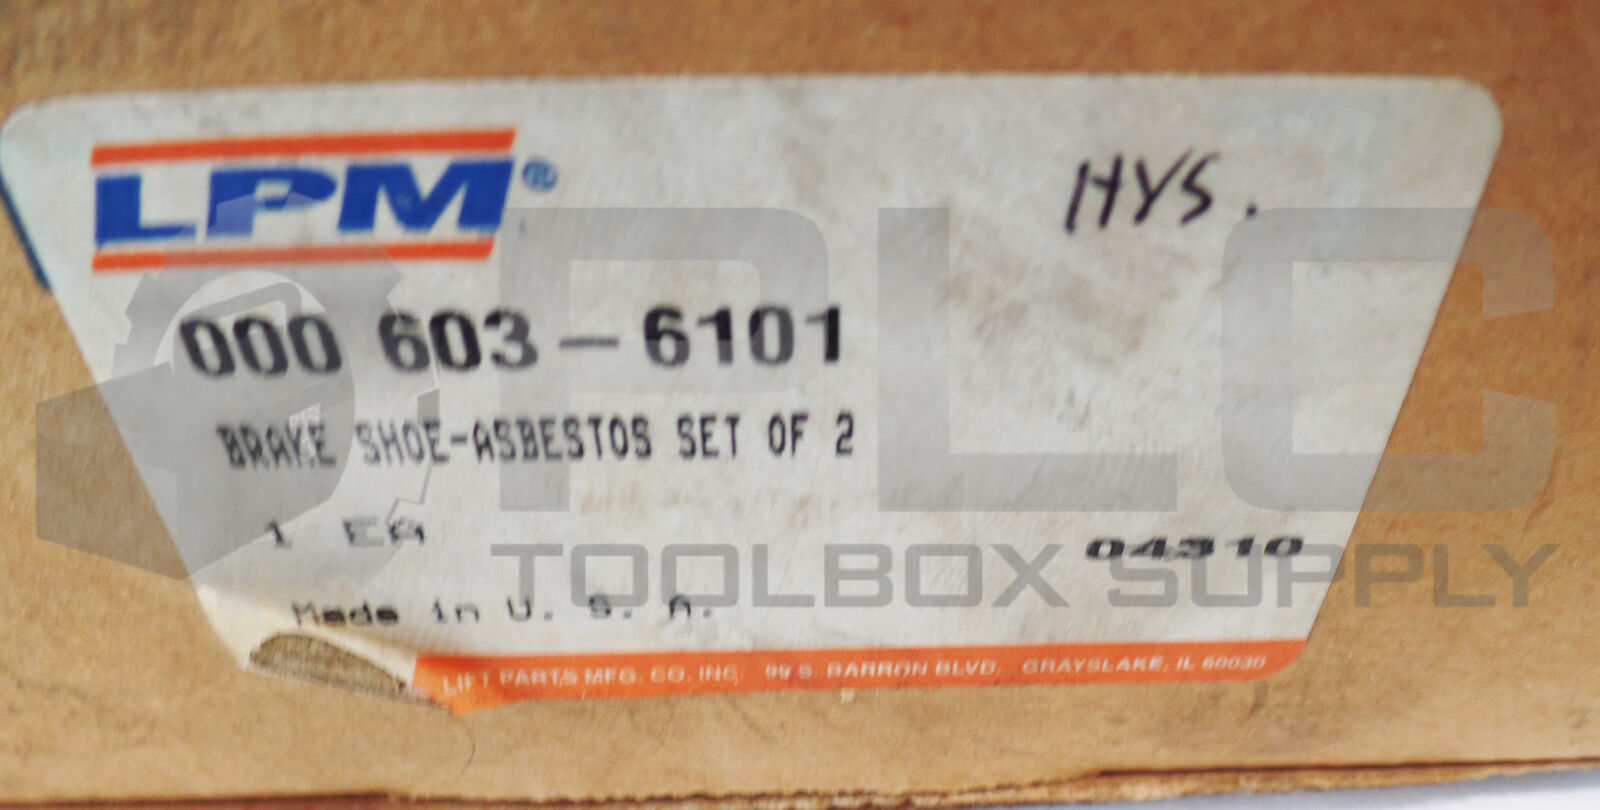 LPM®
HYS.
000 603-6101
BRAKE SHOE-ASBESTOS SET OF 2
1 EA
04310
Made in U. S. A.
LIFT PARTS MFG. CO. INC. 99 S. BARRON BLVD. GRAYSLAKE, IL 60030
PLC
TOOLBOX SUPPLY